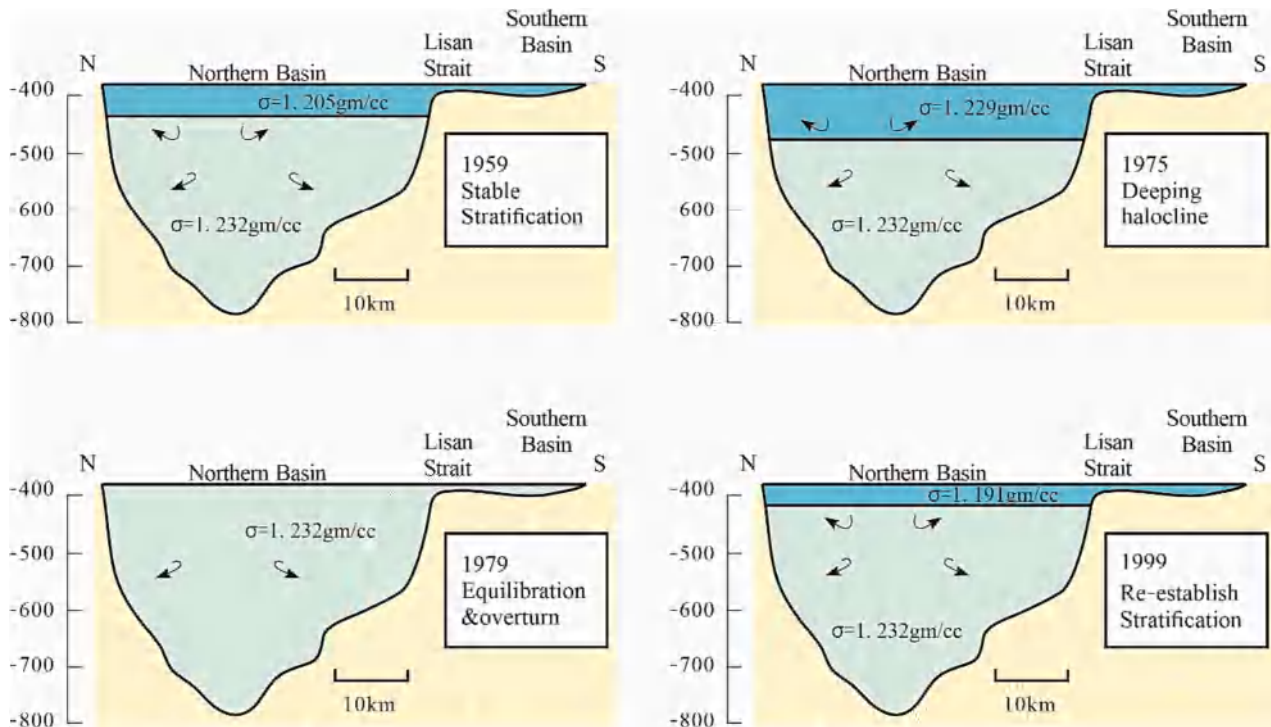 Southern
Basin
Lisan
Strait
N
Northern Basin
S
-400
σ=1. 205gm/cc
-500
1959
Stable
Stratification
-600
σ=1. 232gm/cc
-700
10km
-800
Southern
Basin
Lisan
Strait
N
Northern Basin
S
-400
σ=1. 229gm/cc
-500
1975
Deeping
halocline
-600
σ=1. 232gm/cc
-700
10km
-800
Southern
Basin
Lisan
Strait
N
Northern Basin
S
-400
σ=1. 232gm/cc
-500
1979
Equilibration
&overturn
-600
-700
10km
-800
Southern
Basin
Lisan
Strait
N
Northern Basin
S
-400
σ=1. 191gm/cc
-500
1999
Re-establish
Stratification
-600
σ=1. 232gm/cc
-700
10km
-800